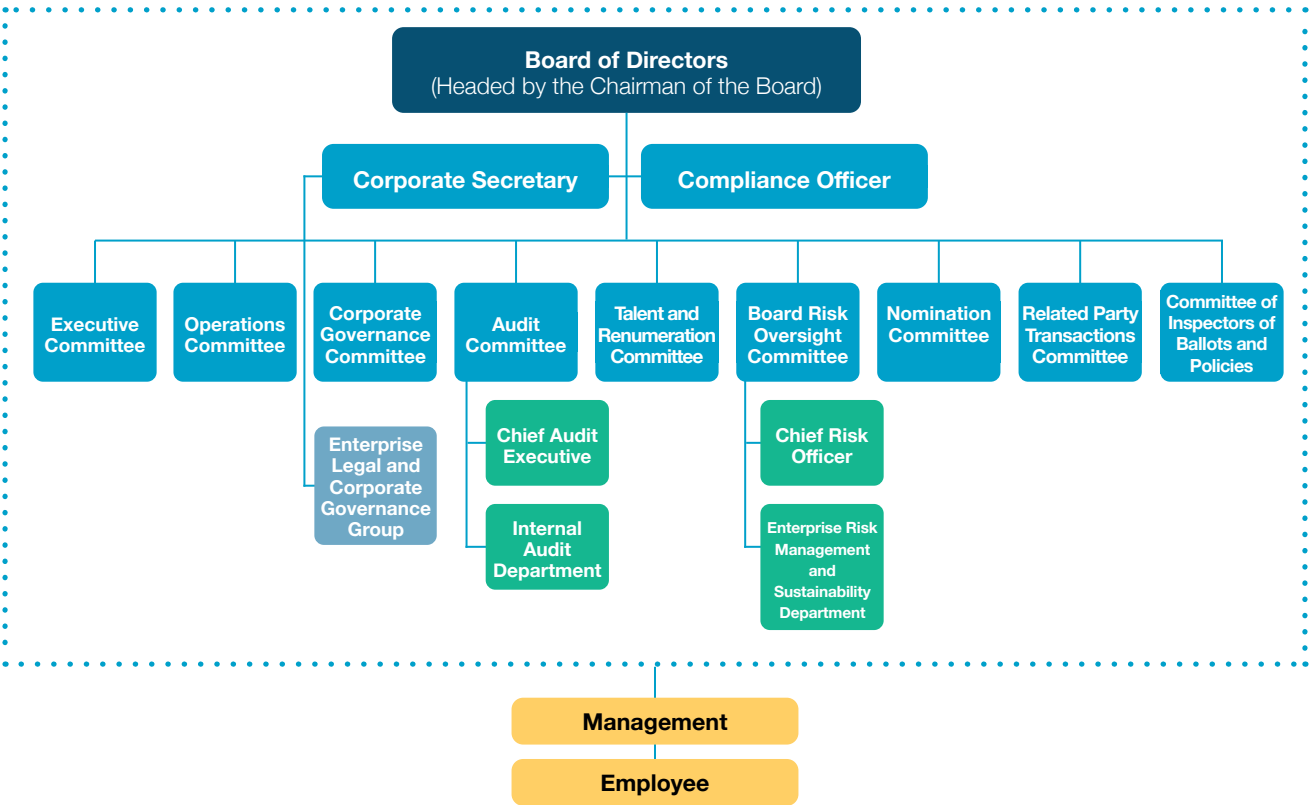 Board of Directors
(Headed by the Chairman of the Board)
Corporate Secretary
Compliance Officer
Executive
Committee
Operations
Committee
Corporate
Governance
Committee
Audit
Committee
Talent and
Renumeration
Committee
Board Risk
Oversight
Committee
Nomination
Committee
Related Party
Transactions
Committee
Committee of
Inspectors of
Ballots and
Policies
Enterprise
Legal and
Corporate
Governance
Group
Chief Audit
Executive
Internal
Audit
Department
Chief Risk
Officer
Enterprise Risk
Management
and
Sustainability
Department
Management
Employee